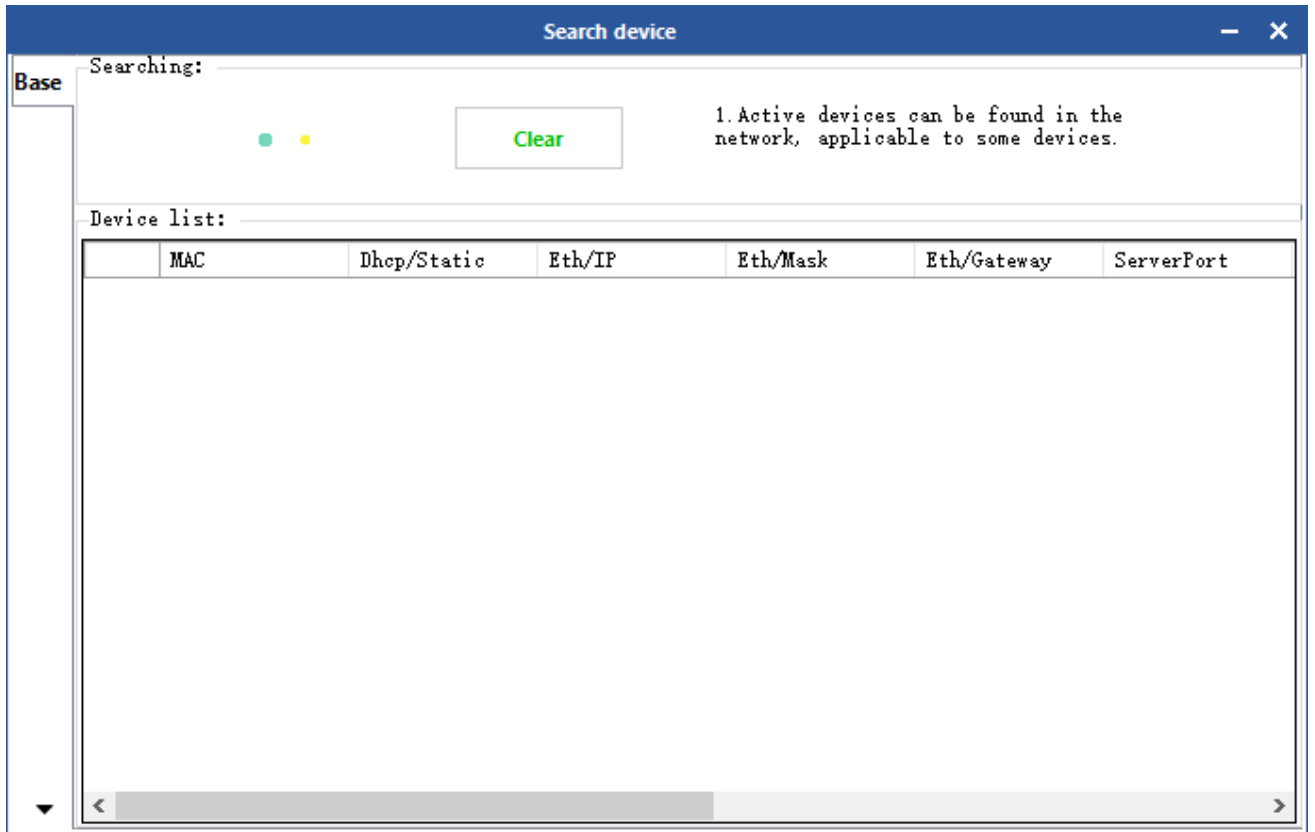 Search device
Base
Searching:
Clear
1.Active devices can be found in the
network, applicable to some devices.
Device list:
MAC Dhcp/Static Eth/IP Eth/Mask Eth/Gateway ServerPort